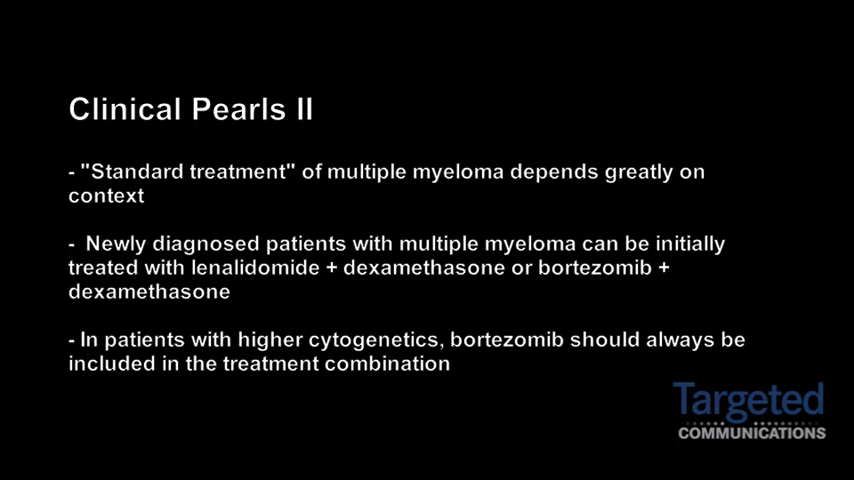 Clinical Pearls II
- "Standard treatment" of multiple myeloma depends greatly on
context
- Newly diagnosed patients with multiple myeloma can be initially
treated with lenalidomide + dexamethasone or bortezomib +
dexamethasone
- In patients with higher cytogenetics, bortezomib should always be
included in the treatment combination
Targeted
COMMUNICATIONS